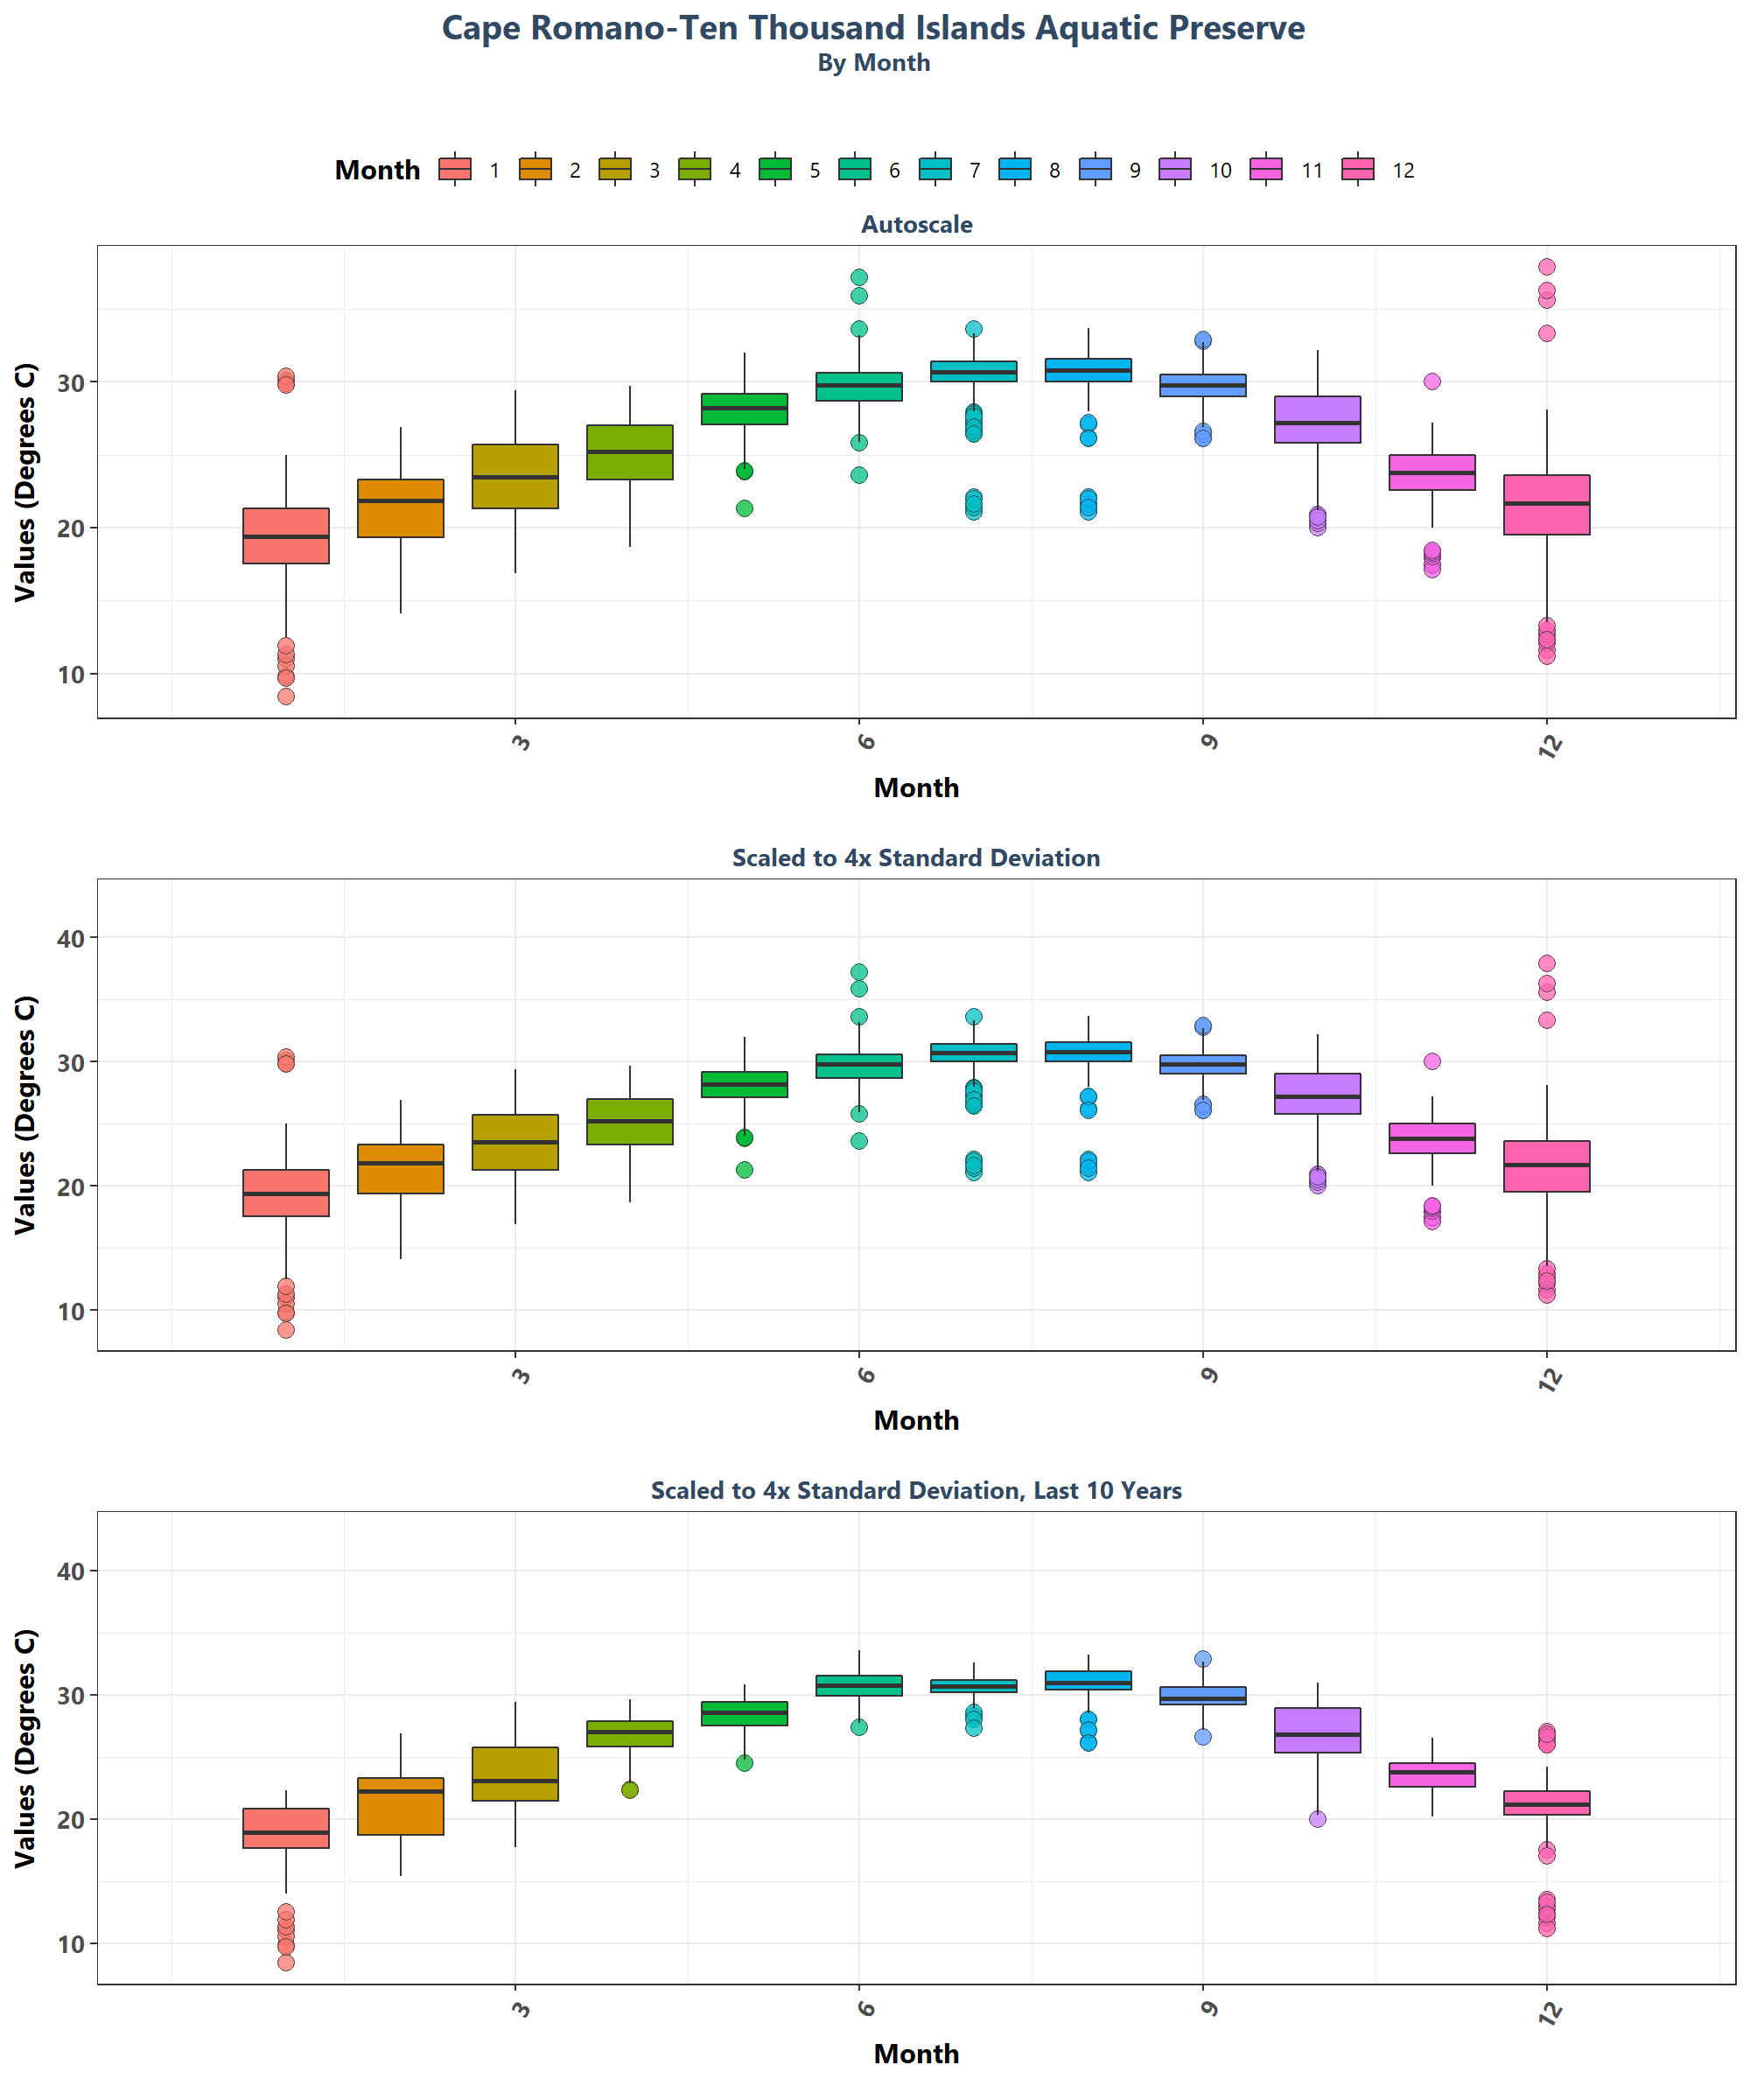 Cape Romano-Ten Thousand Islands Aquatic Preserve
By Month
Month 1 2 3 4 5 6 7 8 9 10 11 12
Autoscale
Values (Degrees C)
30
20
10
3 6 9 12
Month
Scaled to 4x Standard Deviation
Values (Degrees C)
40
30
20
10
3 6 9 12
Month
Scaled to 4x Standard Deviation, Last 10 Years
Values (Degrees C)
40
30
20
10
3 6 9 12
Month